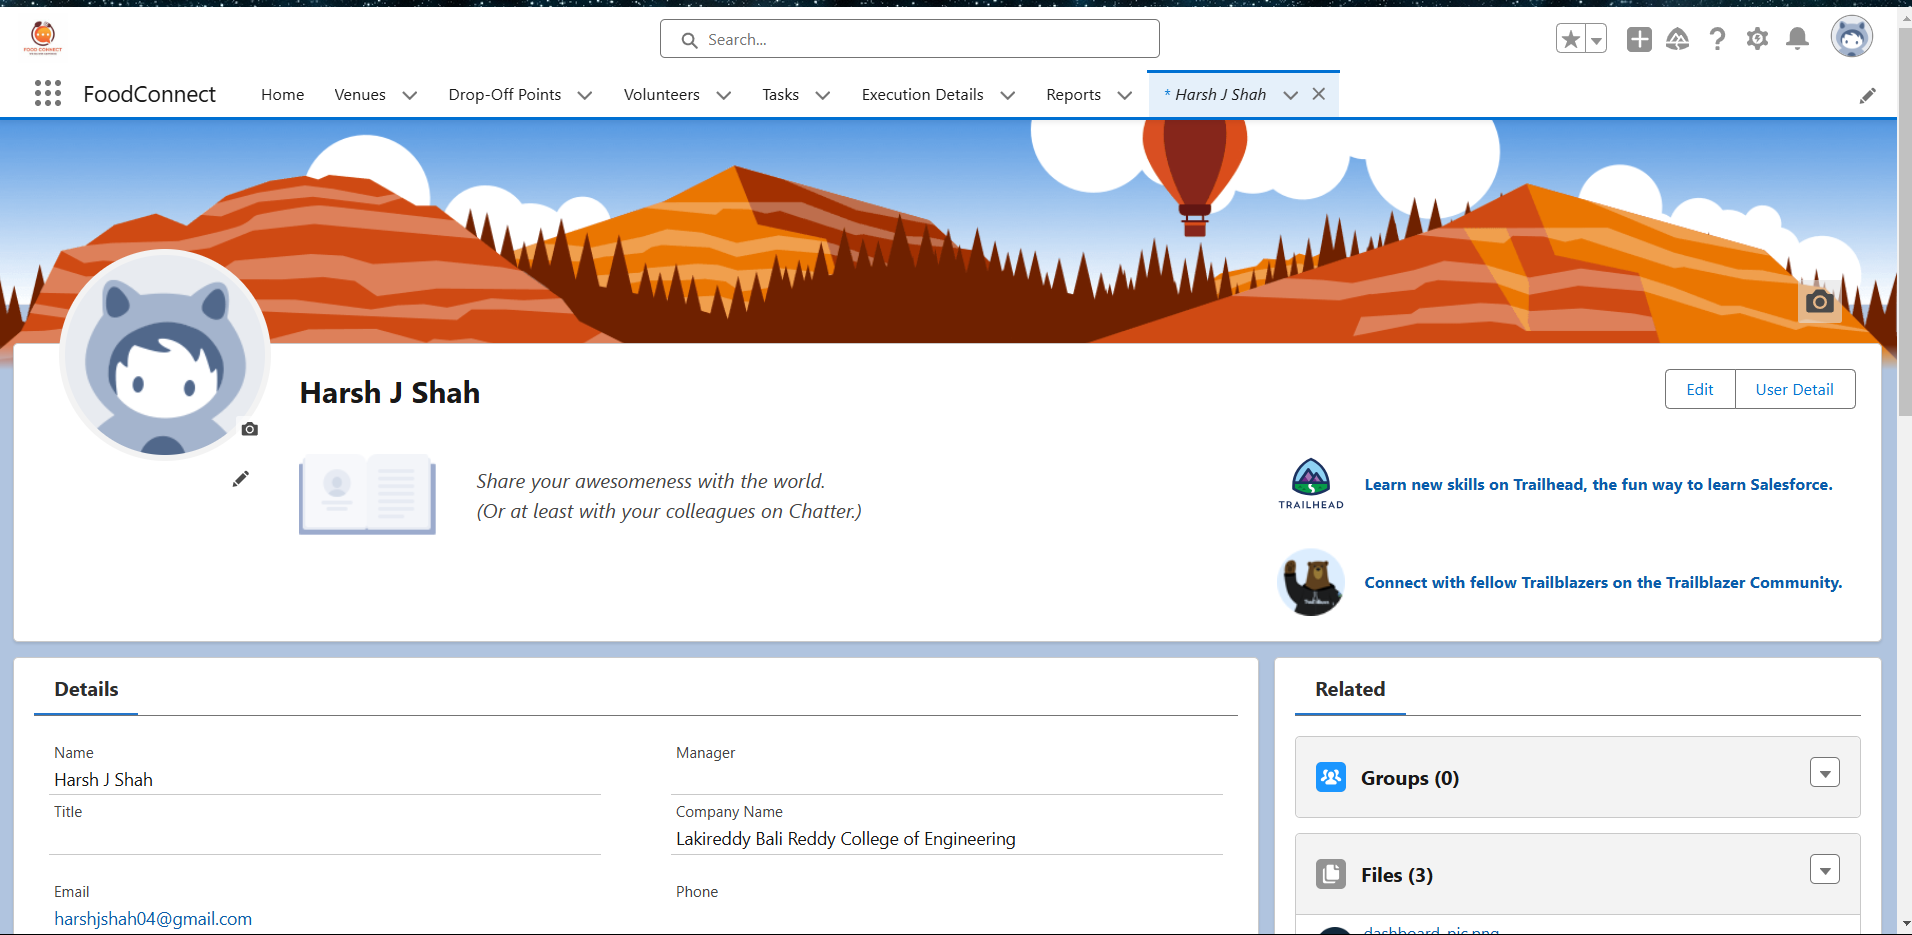 FOOD CONNECT
Search...
FoodConnect
Home
Venues
Drop-Off Points
Volunteers
Tasks
Execution Details
Reports
* Harsh J Shah
Harsh J Shah
Edit
User Detail
Share your awesomeness with the world.
(Or at least with your colleagues on Chatter.)
TRAILHEAD
Learn new skills on Trailhead, the fun way to learn Salesforce.
Connect with fellow Trailblazers on the Trailblazer Community.
Details
Name
Harsh J Shah
Manager
Title
Company Name
Lakireddy Bali Reddy College of Engineering
Email
harshjshah04@gmail.com
Phone
Related
Groups (0)
Files (3)
dashboard_pic.png